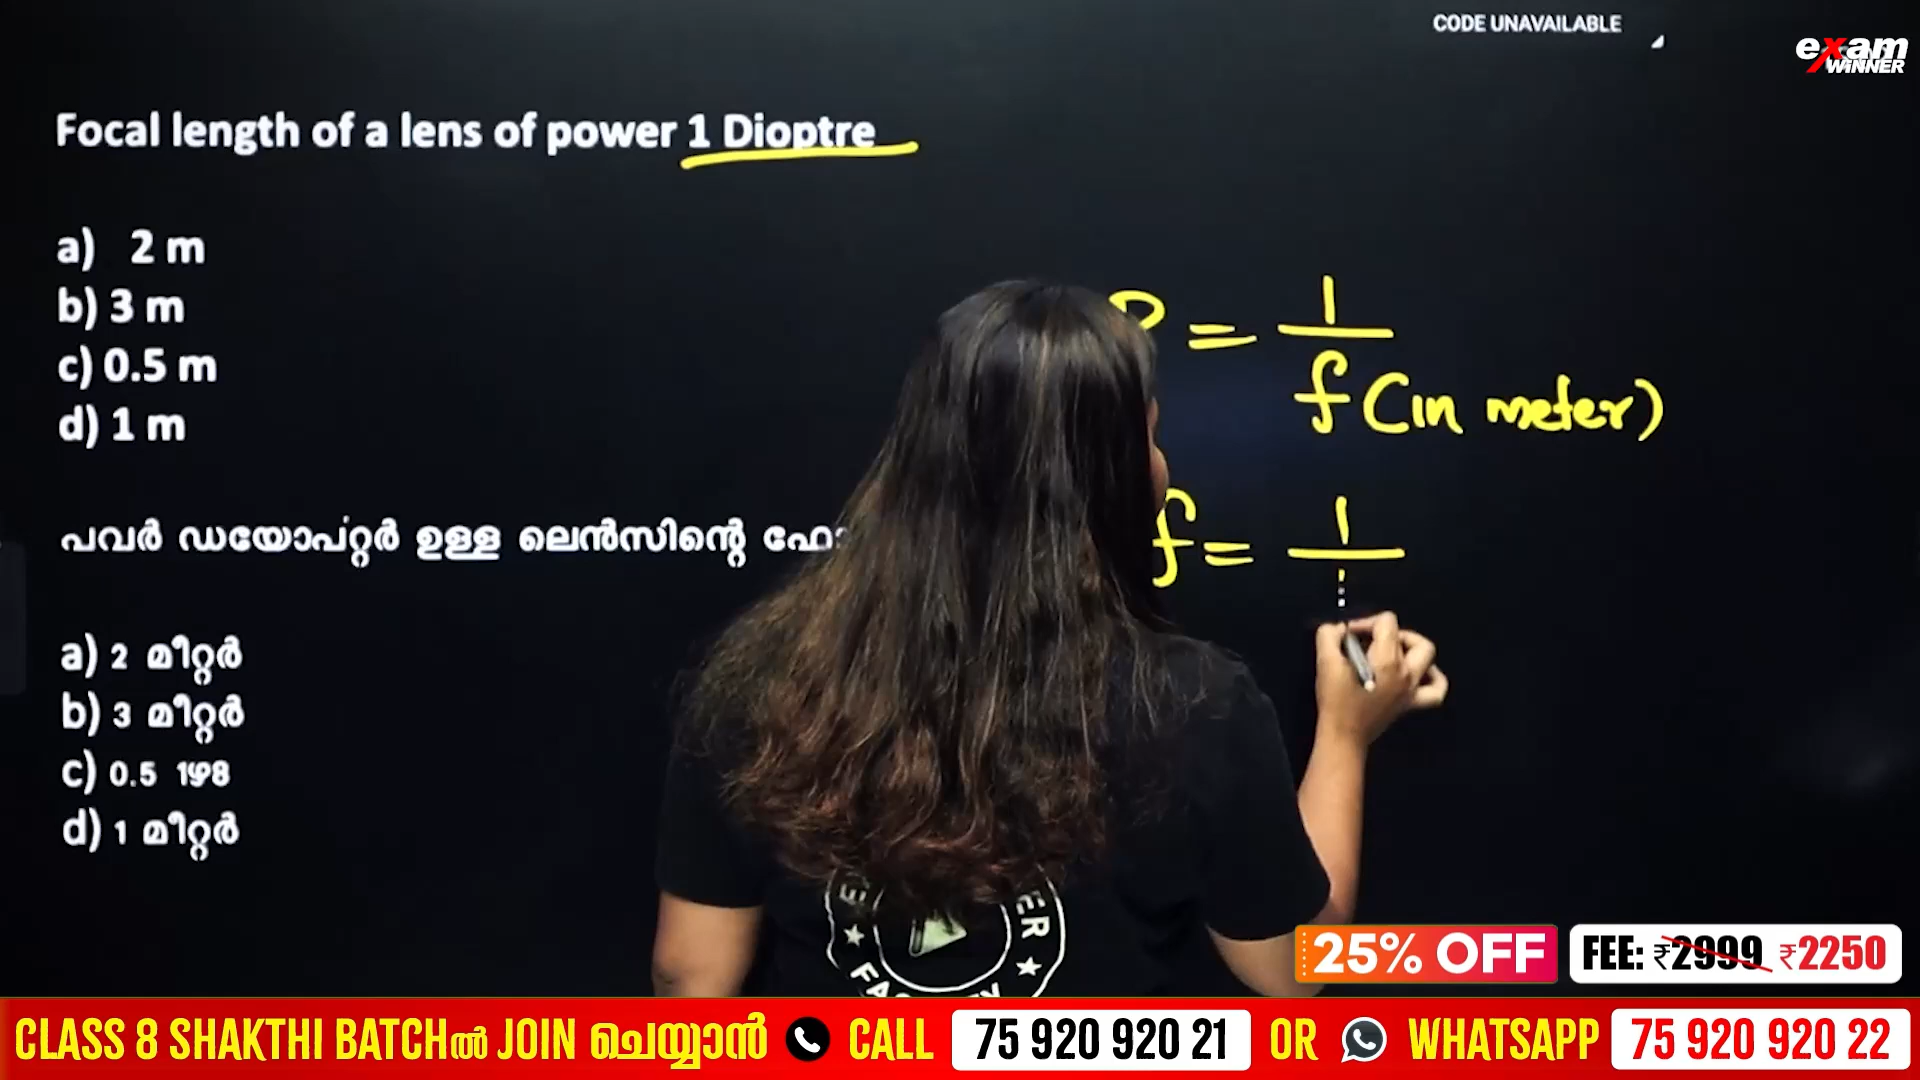 CODE UNAVAILABLE
exam
WINNER
Focal length of a lens of power 1 Dioptre
a) 2 m
b) 3 m
c) 0.5 m
d) 1 m
= 1
f (in meter)
f = 1
പവർ ഡയോപ്റ്റർ ഉള്ള ലെൻസിന്റെ
a) 2 മീറ്റർ
b) 3 മീറ്റർ
c) 0.5 1ഴ8
d) 1 മീറ്റർ
25% OFF
FEE: ₹2999 ₹2250
CLASS 8 SHAKTHI BATCHൽ JOIN ചെയ്യാൻ CALL 75 920 920 21 OR WHATSAPP 75 920 920 22